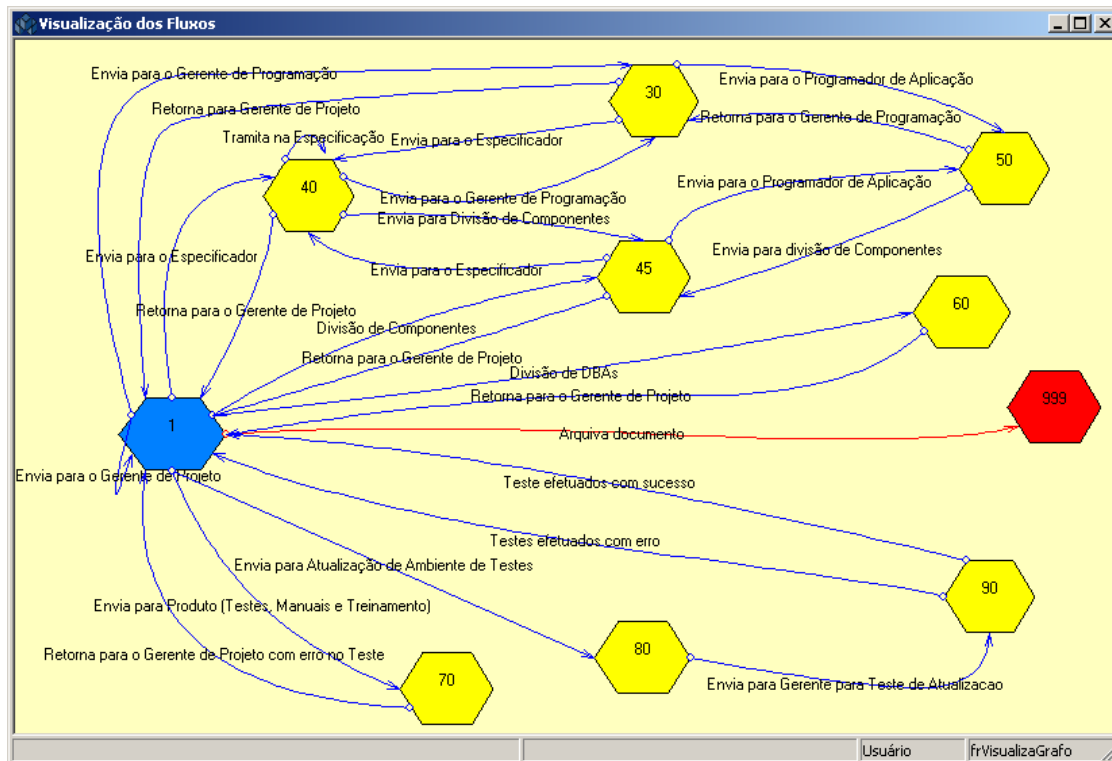 Visualização dos Fluxos
Envia para o Gerente de Programação
Envia para o Programador de Aplicação
30
Retorna para Gerente de Projeto
Retorna para o Gerente de Programação
Tramita na Especificação
Envia para o Especificador
50
40
Envia para o Programador de Aplicação
Envia para o Gerente de Programação
Envia para Divisão de Componentes
Envia para divisão de Componentes
Envia para o Especificador
Envia para o Especificador
45
60
Retorna para o Gerente de Projeto
Divisão de Componentes
Retorna para o Gerente de Projeto
Divisão de DBAs
Retorna para o Gerente de Projeto
999
1
Arquiva documento
Envia para o Gerente de Projeto
Teste efetuados com sucesso
Testes efetuados com erro
Envia para Atualização de Ambiente de Testes
90
Envia para Produto (Testes, Manuais e Treinamento)
Retorna para o Gerente de Projeto com erro no Teste
80
70
Envia para Gerente para Teste de Atualizacao
Usuário
frVisualizaGrafo